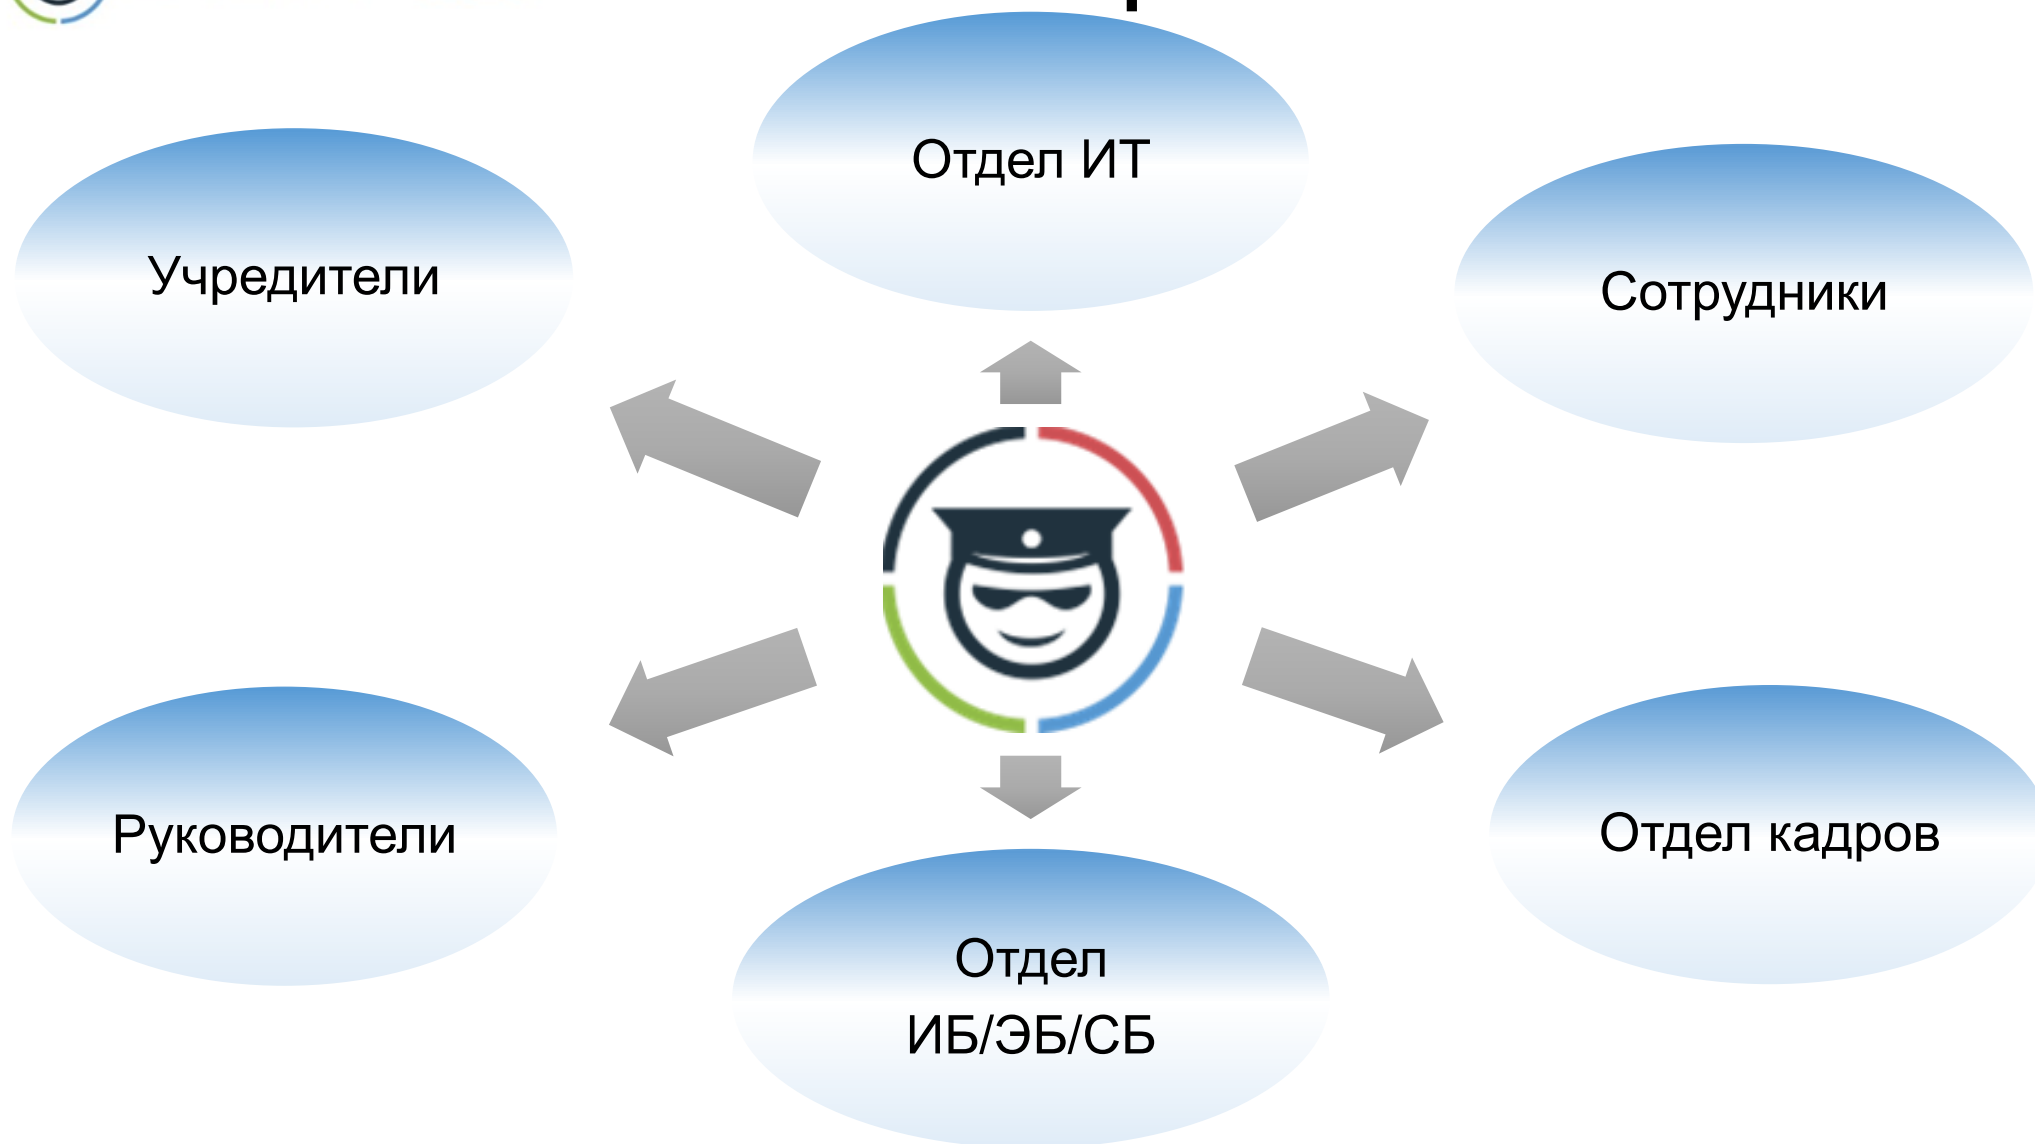 Отдел ИТ
Учредители
Сотрудники
Руководители
Отдел кадров
Отдел
ИБ/ЭБ/СБ